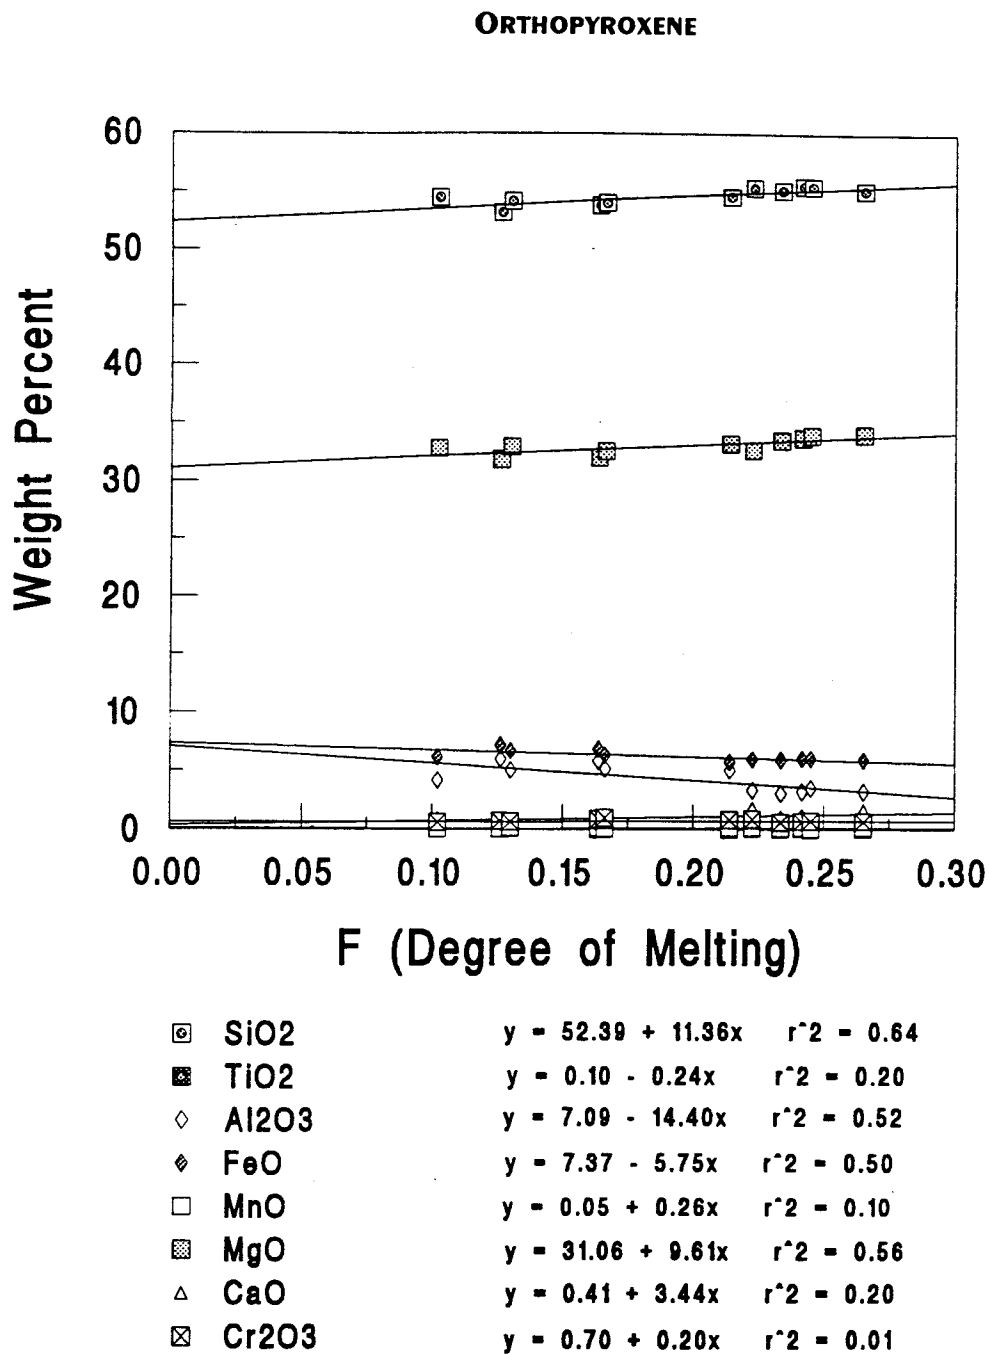 ORTHOPYROXENE
60
50
40
30
20
10
0
Weight Percent
0.00 0.05 0.10 0.15 0.20 0.25 0.30
F (Degree of Melting)
SiO2 y = 52.39 + 11.36x r^2 = 0.64
TiO2 y = 0.10 - 0.24x r^2 = 0.20
Al2O3 y = 7.09 - 14.40x r^2 = 0.52
FeO y = 7.37 - 5.75x r^2 = 0.50
MnO y = 0.05 + 0.26x r^2 = 0.10
MgO y = 31.06 + 9.61x r^2 = 0.56
CaO y = 0.41 + 3.44x r^2 = 0.20
Cr2O3 y = 0.70 + 0.20x r^2 = 0.01